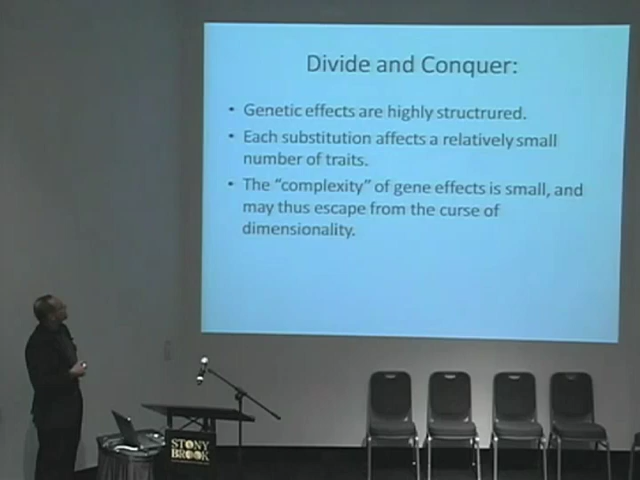 Divide and Conquer:
• Genetic effects are highly structrured.
• Each substitution affects a relatively small
number of traits.
• The “complexity” of gene effects is small, and
may thus escape from the curse of
dimensionality.
STONY
BROOK